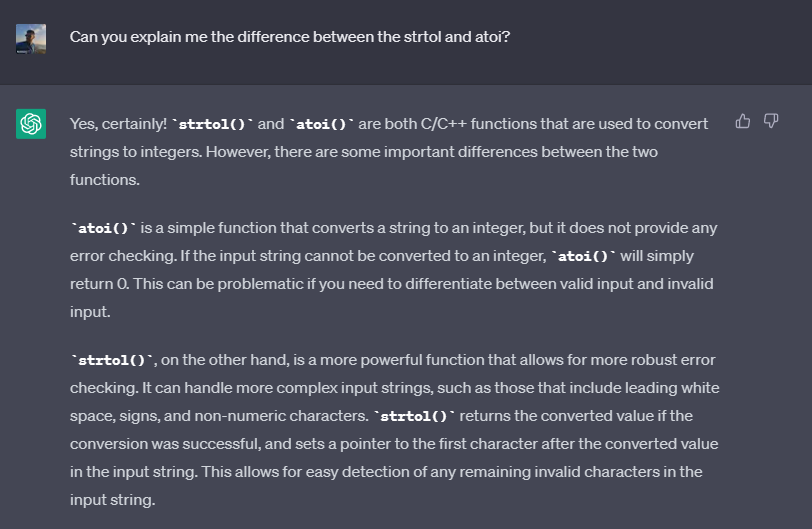 Can you explain me the difference between the strtol and atoi?
Yes, certainly! `strtol()` and `atoi()` are both C/C++ functions that are used to convert
strings to integers. However, there are some important differences between the two
functions.
`atoi()` is a simple function that converts a string to an integer, but it does not provide any
error checking. If the input string cannot be converted to an integer, `atoi()` will simply
return 0. This can be problematic if you need to differentiate between valid input and invalid
input.
`strtol()`, on the other hand, is a more powerful function that allows for more robust error
checking. It can handle more complex input strings, such as those that include leading white
space, signs, and non-numeric characters. `strtol()` returns the converted value if the
conversion was successful, and sets a pointer to the first character after the converted value
in the input string. This allows for easy detection of any remaining invalid characters in the
input string.